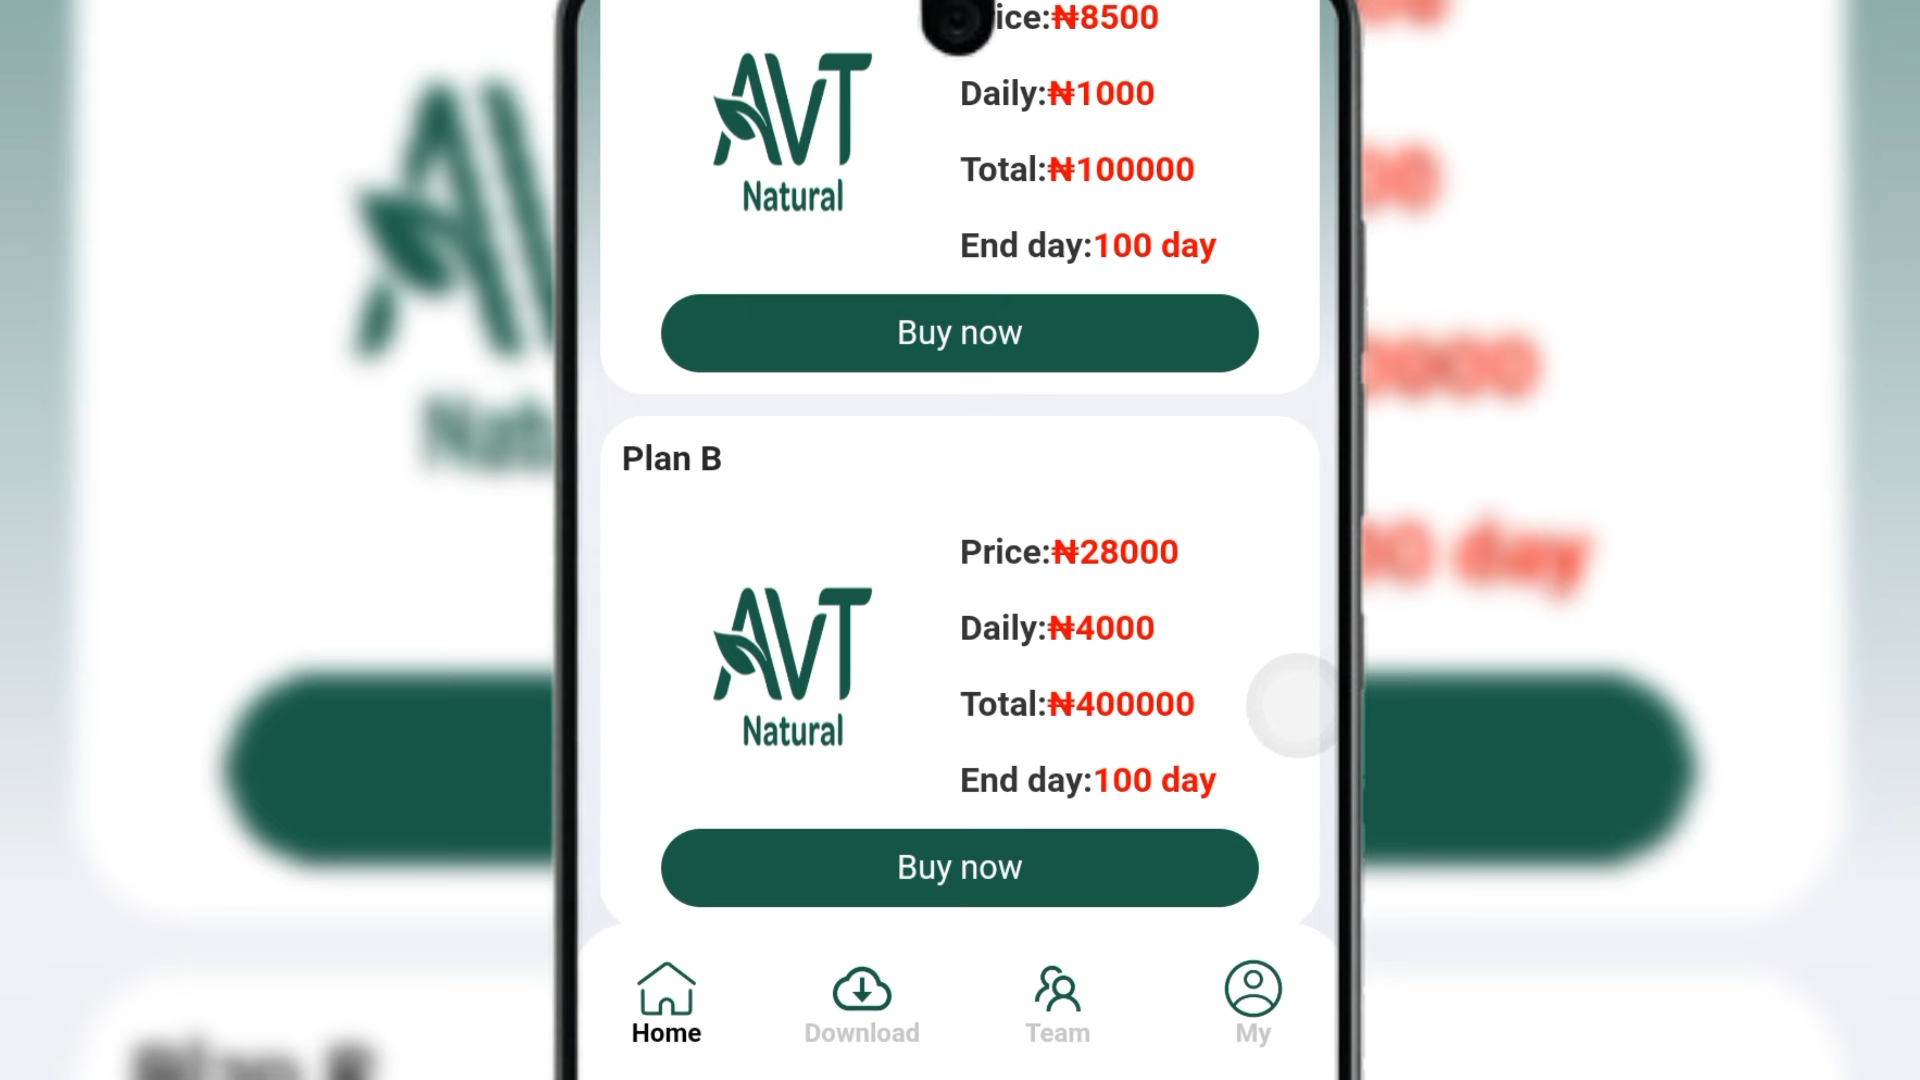 ice:₦8500
Daily:₦1000
Total:₦100000
End day:100 day
AVT
Natural
Buy now
Plan B
Price:₦28000
Daily:₦4000
Total:₦400000
End day:100 day
AVT
Natural
Buy now
Home
Download
Team
My